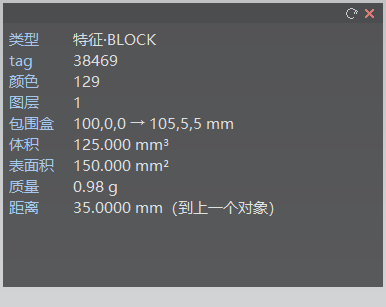 类型 特征·BLOCK
tag 38469
颜色 129
图层 1
包围盒 100,0,0 → 105,5,5 mm
体积 125.000 mm³
表面积 150.000 mm²
质量 0.98 g
距离 35.0000 mm（到上一个对象）